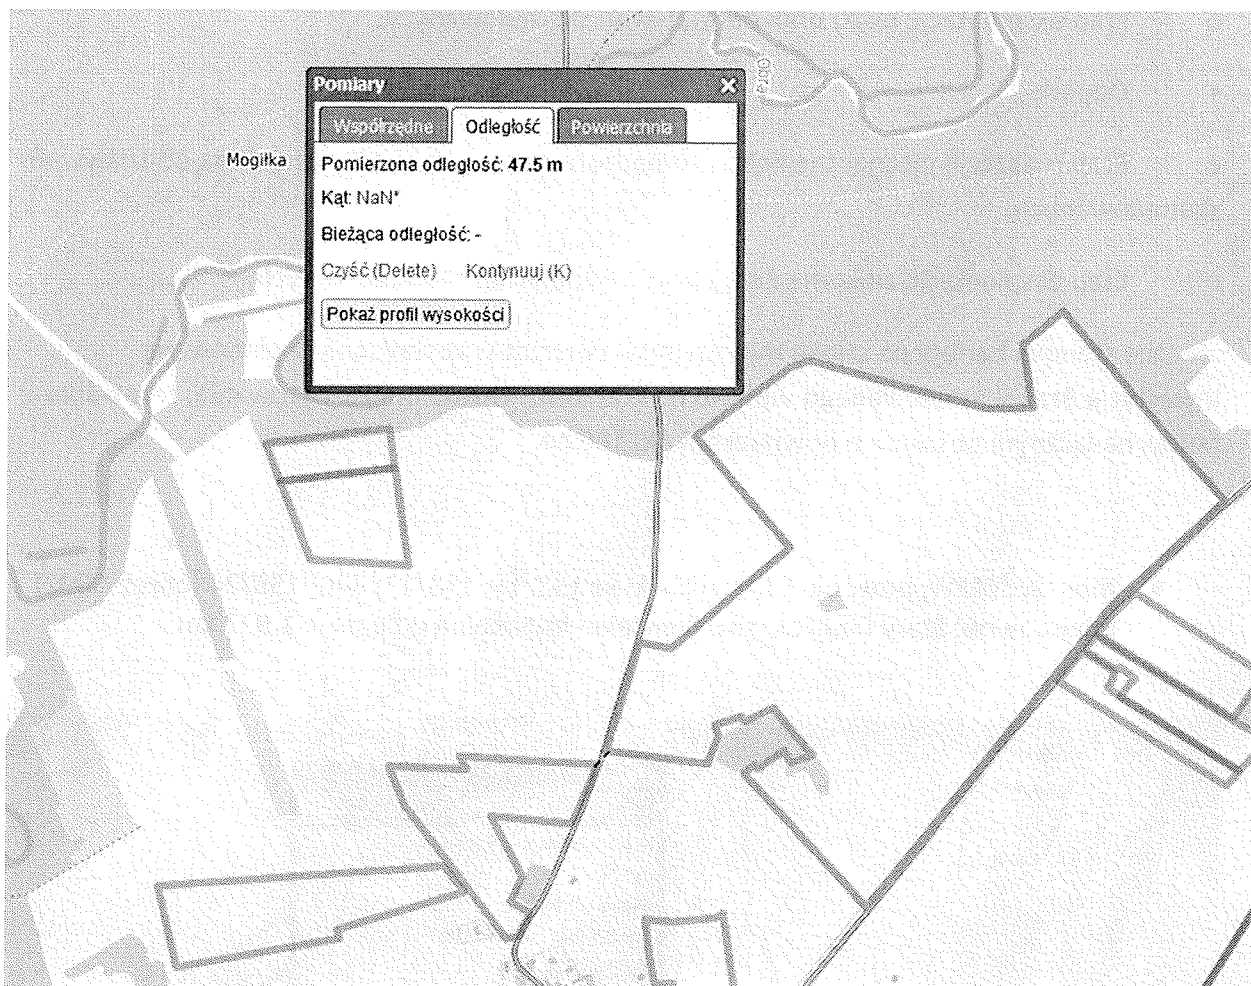 Pomiary
Współrzędne Odległość Powierzchnia
Mogiłka
Pomierzona odległość: 47.5 m
Kąt: NaN°
Bieżąca odległość: -
Czyść (Delete) Kontynuuj (K)
Pokaż profil wysokości